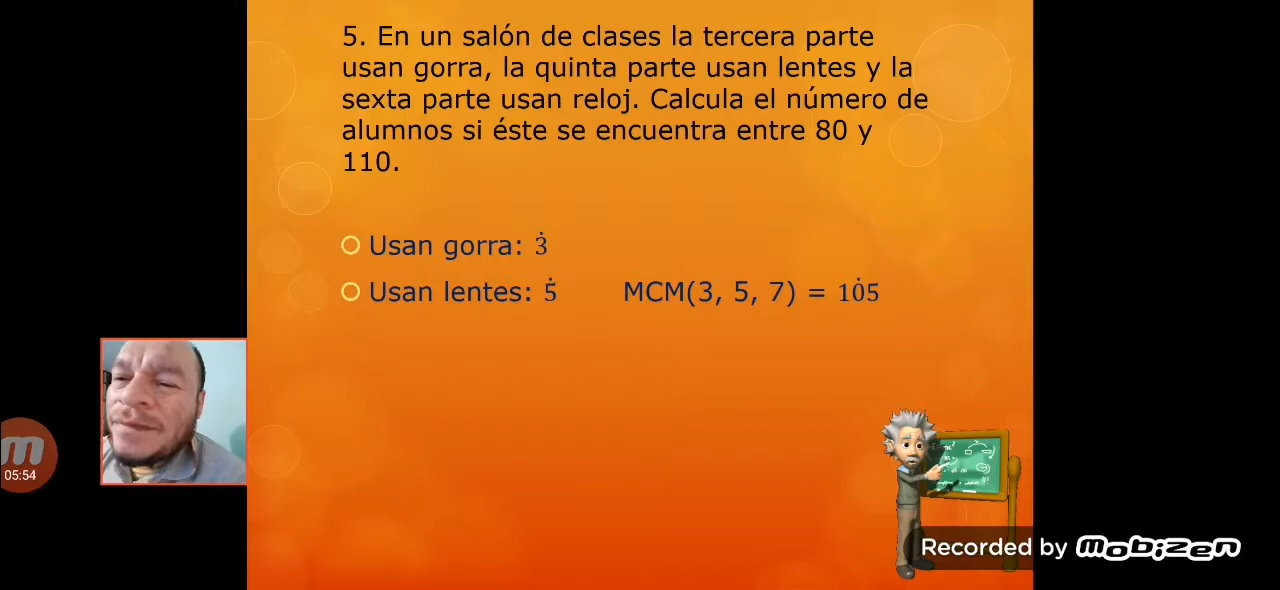 5. En un salón de clases la tercera parte
usan gorra, la quinta parte usan lentes y la
sexta parte usan reloj. Calcula el número de
alumnos si éste se encuentra entre 80 y
110.
Usan gorra: 3̇
Usan lentes: 5̇ MCM(3, 5, 7) = 10̇5
05:54
Recorded by mobizen